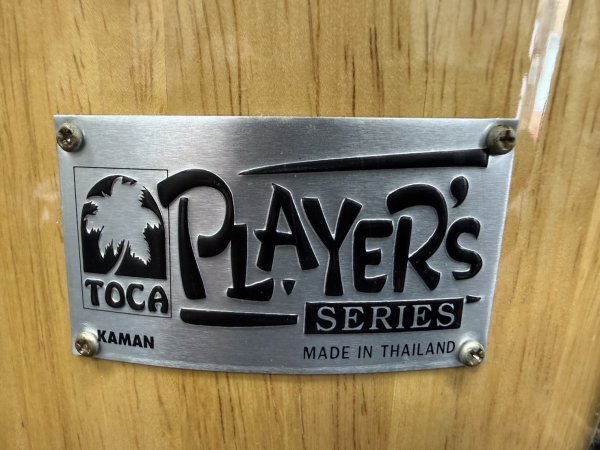 PLAYER'S
TOCA
SERIES
KAMAN
MADE IN THAILAND